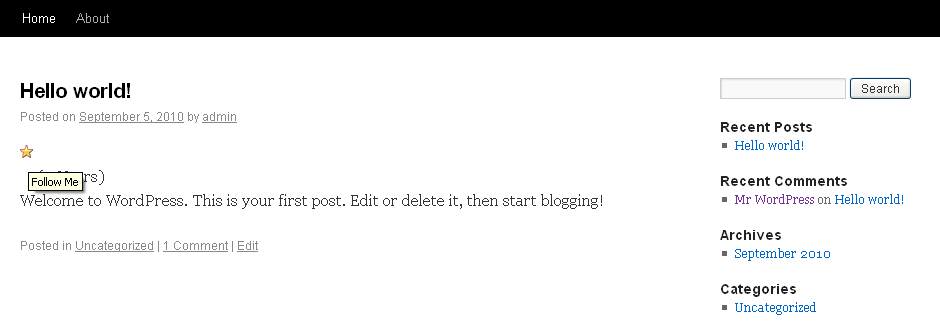 Home About
Hello world!
Posted on September 5, 2010 by admin
Follow Me
Welcome to WordPress. This is your first post. Edit or delete it, then start blogging!
Posted in Uncategorized | 1 Comment | Edit
Search
Recent Posts
Hello world!
Recent Comments
Mr WordPress on Hello world!
Archives
September 2010
Categories
Uncategorized